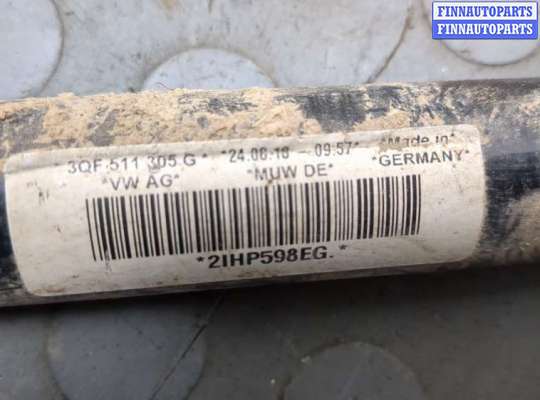 FINNAUTOPARTS
FINNAUTOPARTS
3QF 511 305 G * *24.06.18 – 09:57* *Made in*
*VW AG* *MUW DE* *GERMANY*
*2IHP598EG.*